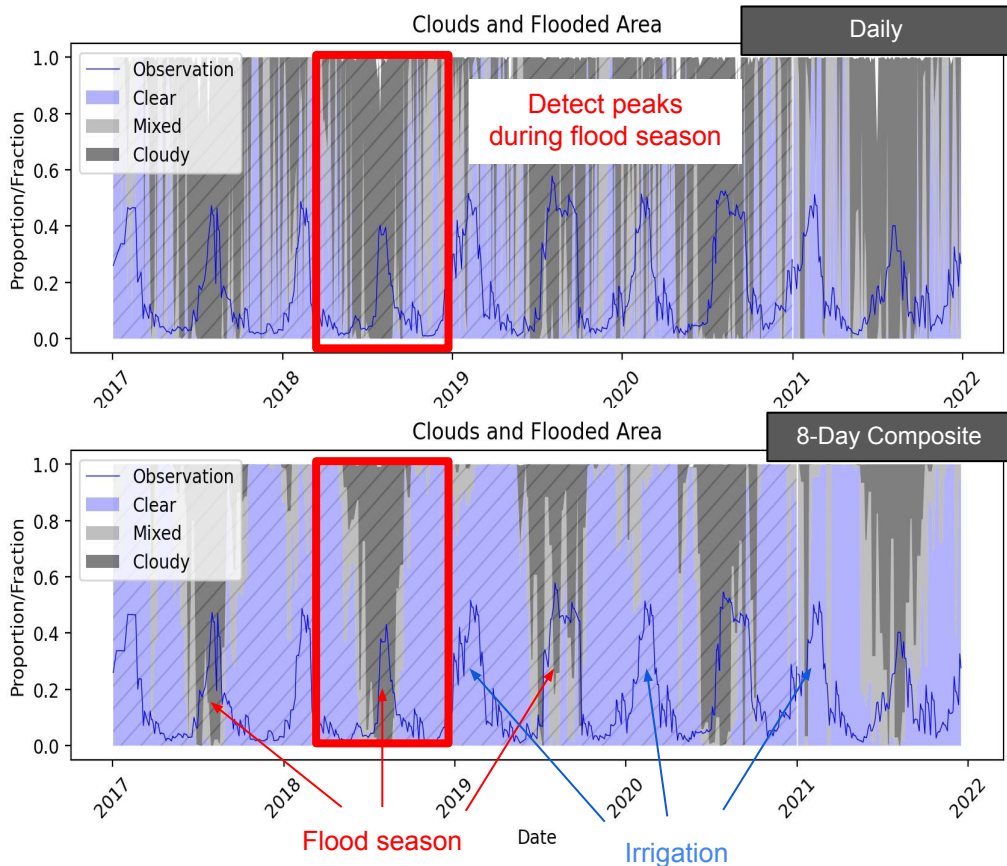 Clouds and Flooded Area
Daily
1.0
0.8
0.6
0.4
0.2
0.0
Proportion/Fraction
Observation
Clear
Mixed
Cloudy
Detect peaks
during flood season
2017
2018
2019
2020
2021
2022
Clouds and Flooded Area
8-Day Composite
1.0
0.8
0.6
0.4
0.2
0.0
Proportion/Fraction
Observation
Clear
Mixed
Cloudy
2017
2018
2019
2020
2021
2022
Flood season
Date
Irrigation